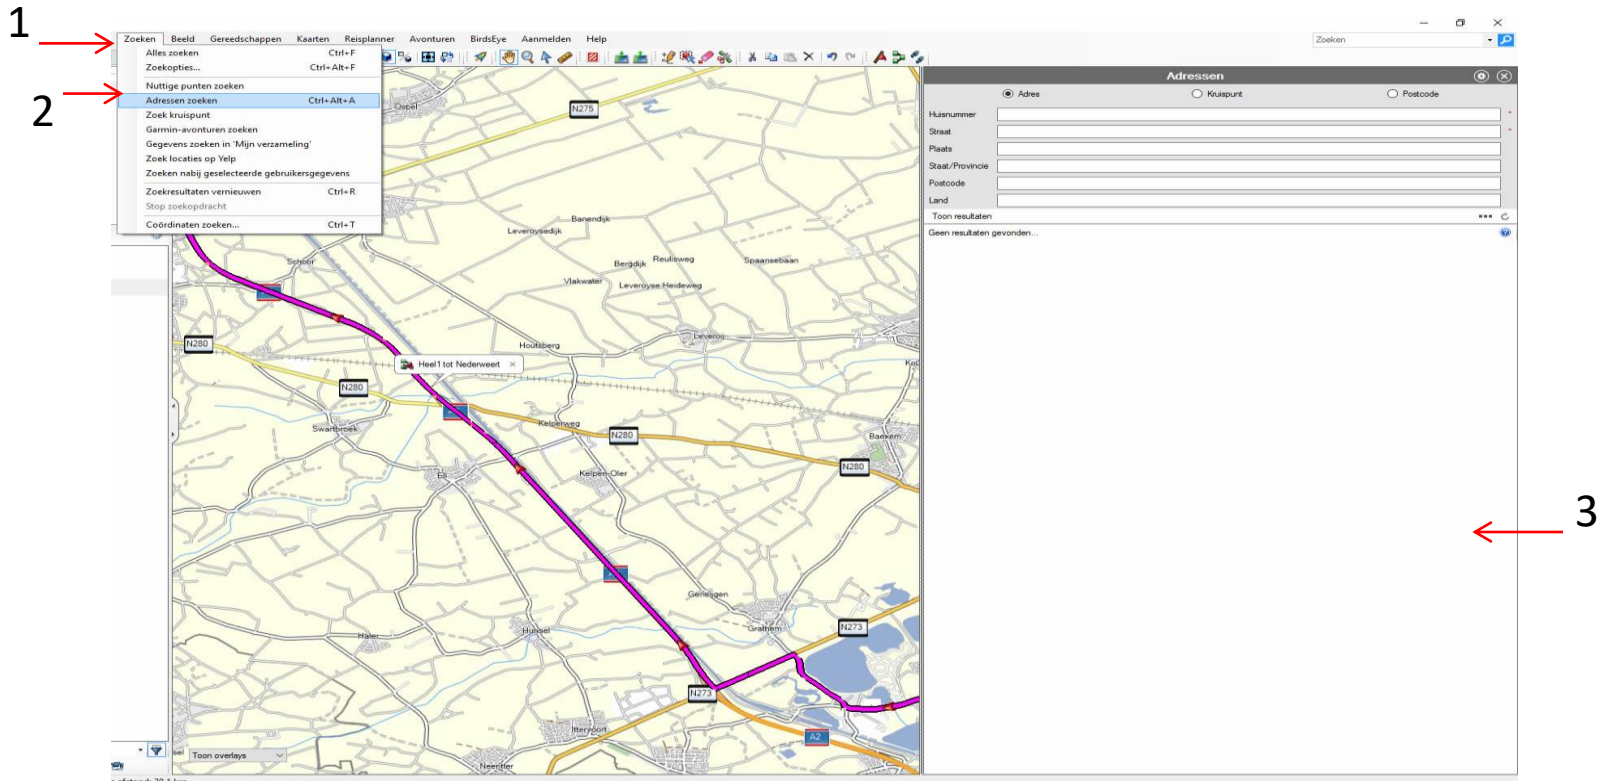 1
Zoeken Beeld Gereedschappen Kaarten Reisplanner Avonturen BirdsEye Aanmelden Help
Zoeken
Alles zoeken Ctrl+F
Zoekopties... Ctrl+Alt+F
Nuttige punten zoeken
2
Adressen zoeken Ctrl+Alt+A
Zoek kruispunt
Garmin-avonturen zoeken
Gegevens zoeken in 'Mijn verzameling'
Zoek locaties op Yelp
Zoeken nabij geselecteerde gebruikersgegevens
Zoekresultaten vernieuwen Ctrl+R
Stop zoekopdracht
Coördinaten zoeken... Ctrl+T
Adressen
Adres Kruispunt Postcode
Huisnummer *
Straat *
Plaats
Staat/Provincie
Postcode
Land
Toon resultaten
Geen resultaten gevonden...
3
Ospel
N275
Banendijk
Leveroysedijk
Schoor
Bergdijk
Reulisweg
Spaansebaan
Vlakwater
Leveroyse Heideweg
Leveroij
Houtsberg
N280
Heel1 tot Nederweert
N280
Swartbroek
Kelperweg
N280
Baexem
N280
Ell
Kelpen-Oler
Grathem
N273
Haler
Hunsel
N273
A2
Ittervoort
Neeritter
Toon overlays